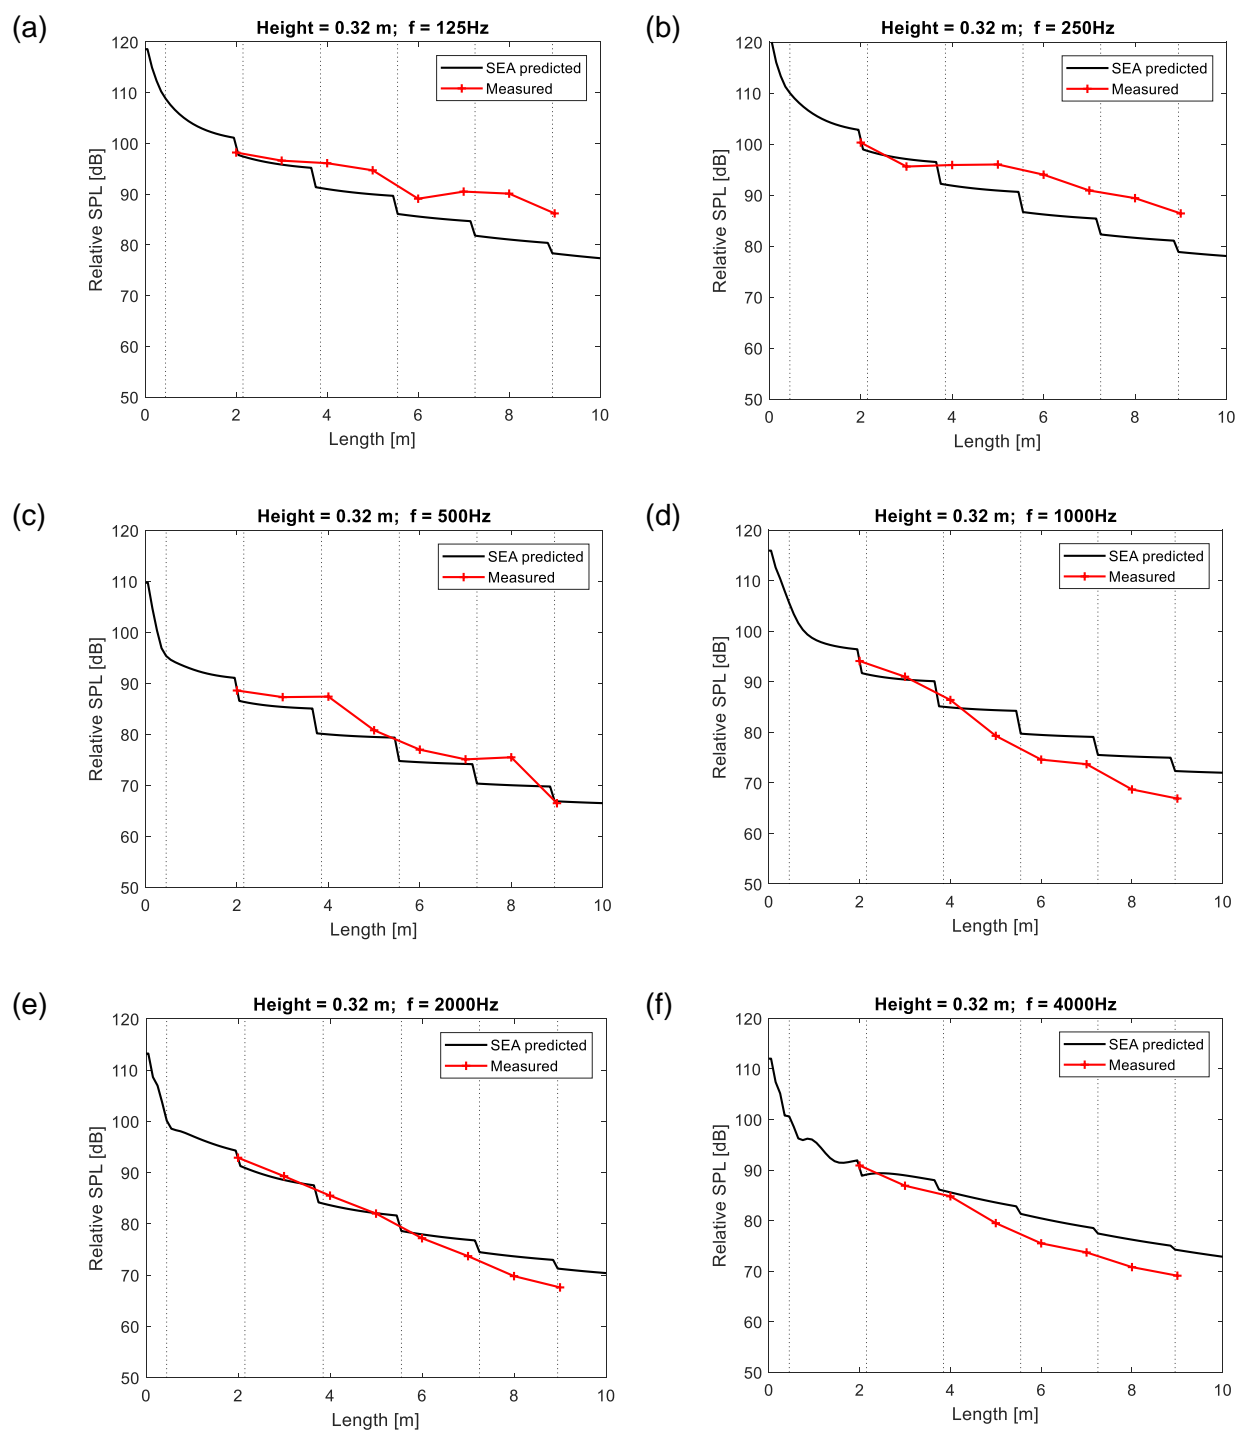 (a)
Height = 0.32 m; f = 125Hz
SEA predicted
Measured
Relative SPL [dB]
120
110
100
90
80
70
60
50
0 2 4 6 8 10
Length [m]
(b)
Height = 0.32 m; f = 250Hz
SEA predicted
Measured
Relative SPL [dB]
120
110
100
90
80
70
60
50
0 2 4 6 8 10
Length [m]
(c)
Height = 0.32 m; f = 500Hz
SEA predicted
Measured
Relative SPL [dB]
120
110
100
90
80
70
60
50
0 2 4 6 8 10
Length [m]
(d)
Height = 0.32 m; f = 1000Hz
SEA predicted
Measured
Relative SPL [dB]
120
110
100
90
80
70
60
50
0 2 4 6 8 10
Length [m]
(e)
Height = 0.32 m; f = 2000Hz
SEA predicted
Measured
Relative SPL [dB]
120
110
100
90
80
70
60
50
0 2 4 6 8 10
Length [m]
(f)
Height = 0.32 m; f = 4000Hz
SEA predicted
Measured
Relative SPL [dB]
120
110
100
90
80
70
60
50
0 2 4 6 8 10
Length [m]